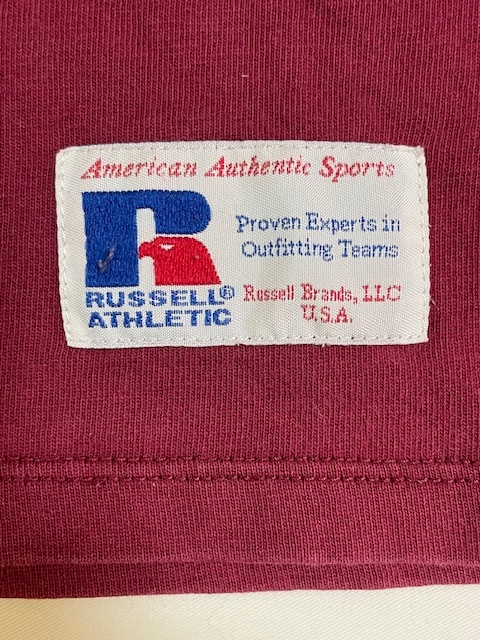 American Authentic Sports
R
Proven Experts in
Outfitting Teams
RUSSELL®
ATHLETIC
Russell Brands, LLC
U.S.A.